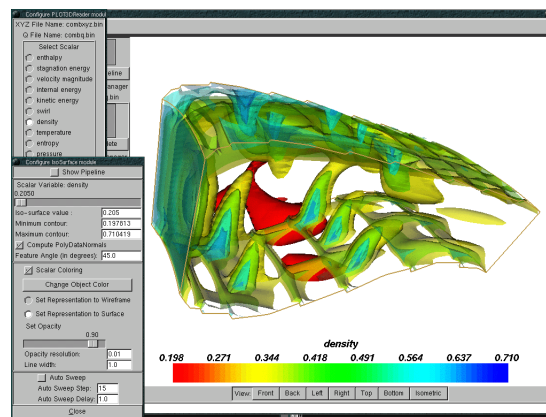 Configure PLOT3DReader modul
XYZ File Name: combxyz.bin
Q File Name: combq.bin
Select Scalar
enthalpy
stagnation energy
velocity magnitude
internal energy
kinetic energy
swirl
density
temperature
entropy
pressure
eline
anager
q.bin
Configure IsoSurface module
Show Pipeline
Scalar Variable: density
0.2050
Iso-surface value :
0.205
Minimum contour:
0.197813
Maximum contour:
0.710419
Compute PolyDataNormals
Feature Angle (in degrees):
45.0
Scalar Coloring
Change Object Color
Set Representation to Wireframe
Set Representation to Surface
Set Opacity
0.90
Opacity resolution:
0.01
Line width:
1.0
Auto Sweep
Auto Sweep Step:
15
Auto Sweep Delay:
1.0
Close
density
0.198 0.271 0.344 0.418 0.491 0.564 0.637 0.710
View: Front Back Left Right Top Bottom Isometric